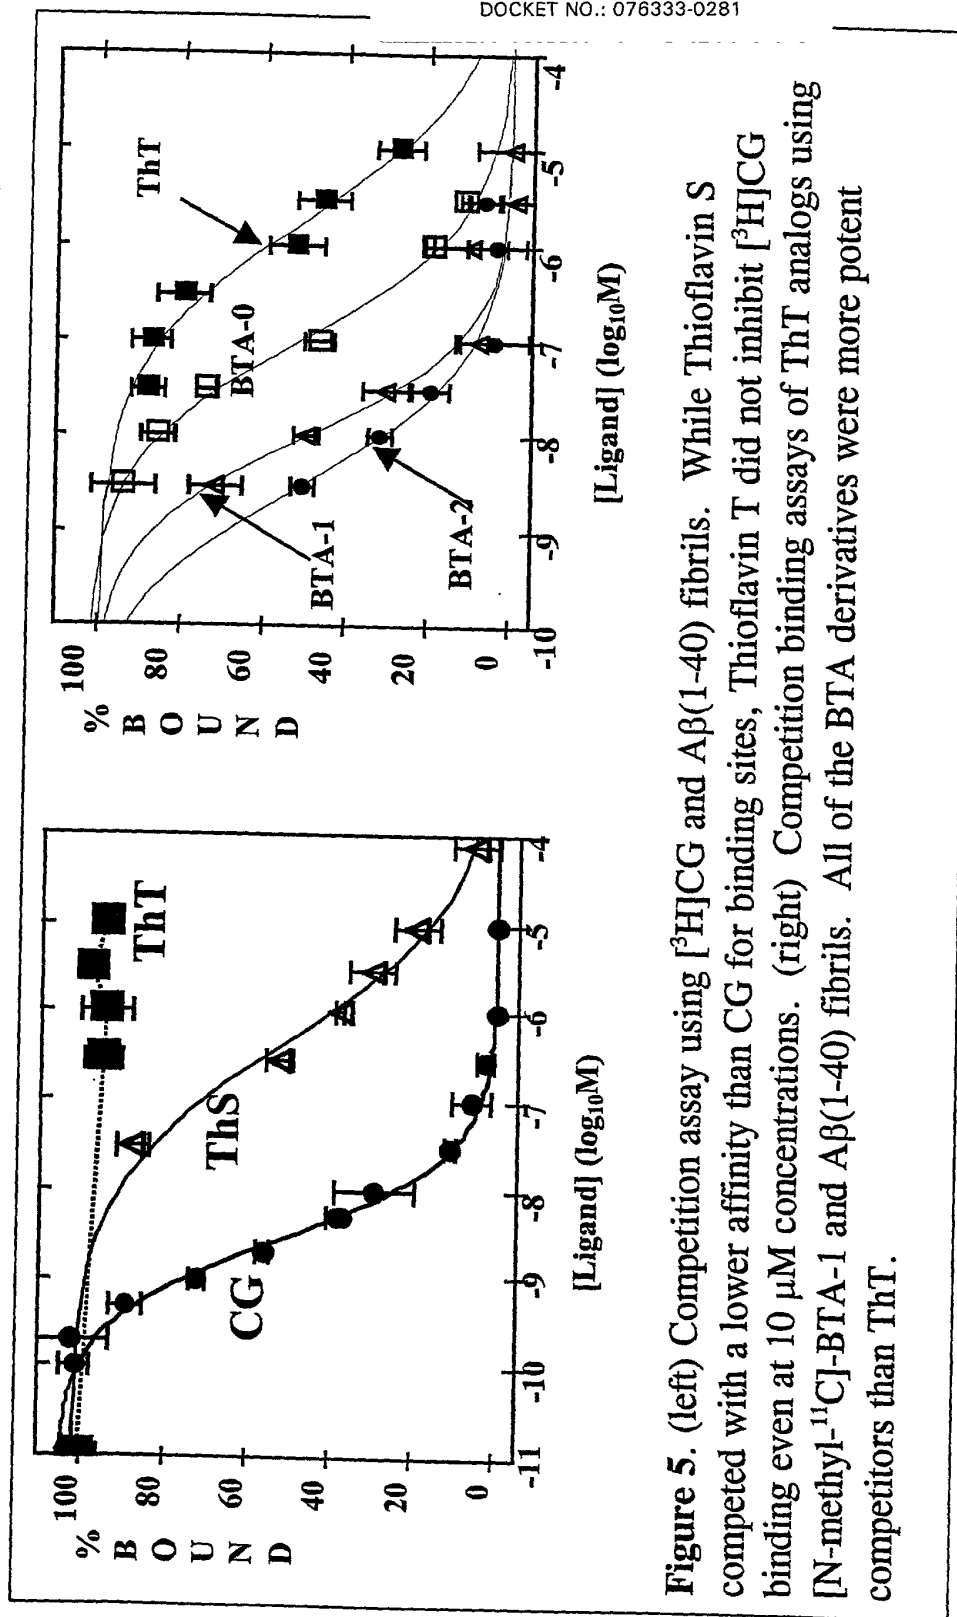 DOCKET NO.: 076333-0281
%
B
O
U
N
D
100
80
60
40
20
0
-11
-10
-9
-8
-7
-6
-5
-4
CG
ThS
ThT
[Ligand] (log₁₀M)
%
B
O
U
N
D
100
80
60
40
20
0
-10
-9
-8
-7
-6
-5
-4
BTA-1
BTA-2
BTA-0
ThT
[Ligand] (log₁₀M)
Figure 5. (left) Competition assay using [³H]CG and Aβ(1-40) fibrils. While Thioflavin S
competed with a lower affinity than CG for binding sites, Thioflavin T did not inhibit [³H]CG
binding even at 10 μM concentrations. (right) Competition binding assays of ThT analogs using
[N-methyl-¹¹C]-BTA-1 and Aβ(1-40) fibrils. All of the BTA derivatives were more potent
competitors than ThT.